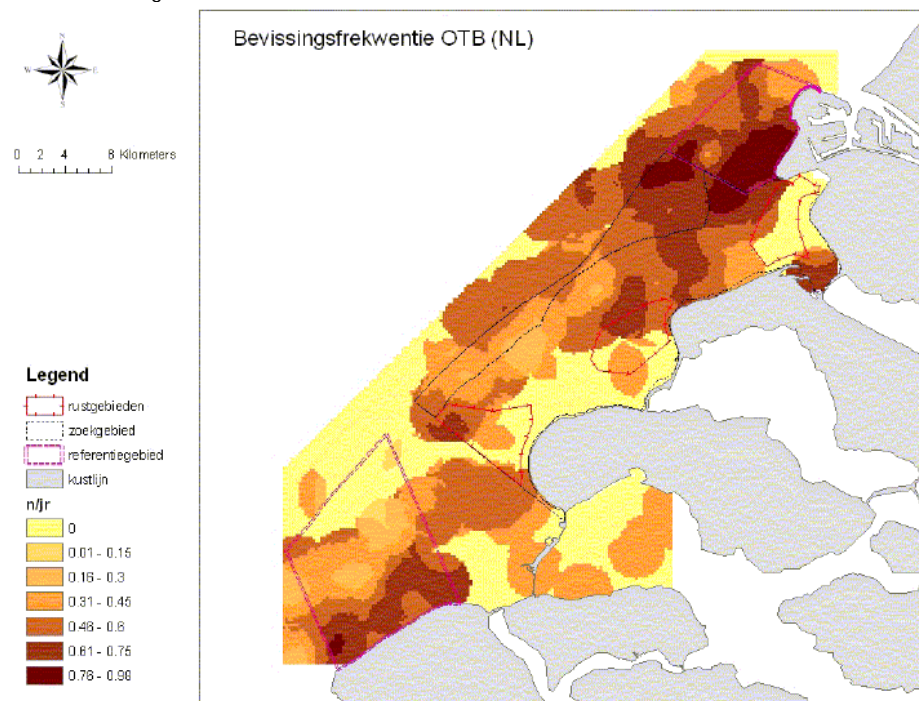 Bevissingsfrekwentie OTB (NL)
N
W E
S
0 2 4 8 Kilometers
Legend
rustgebieden
zoekgebied
referentiegebied
kustlijn
n/jr
0
0.01 - 0.15
0.16 - 0.3
0.31 - 0.45
0.46 - 0.6
0.61 - 0.75
0.76 - 0.98